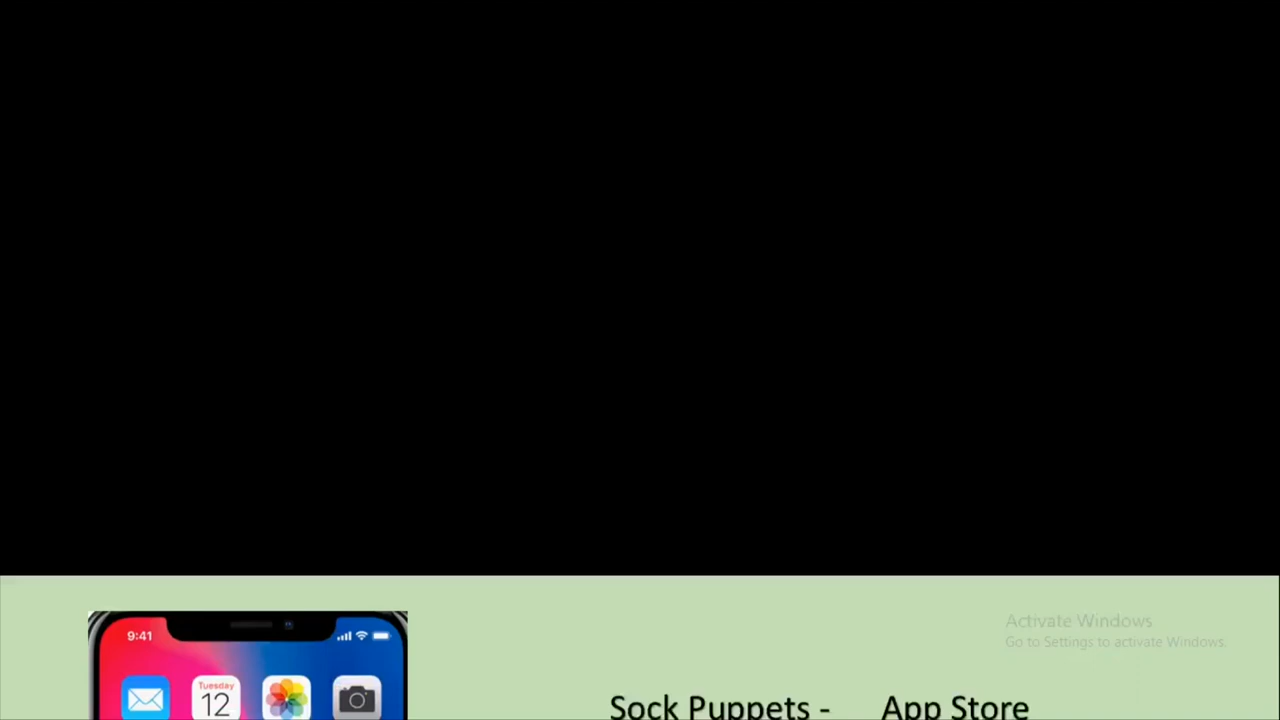 Activate Windows
9:41
Go to Settings to activate Windows.
Tuesday
12
Sock Puppets - App Store